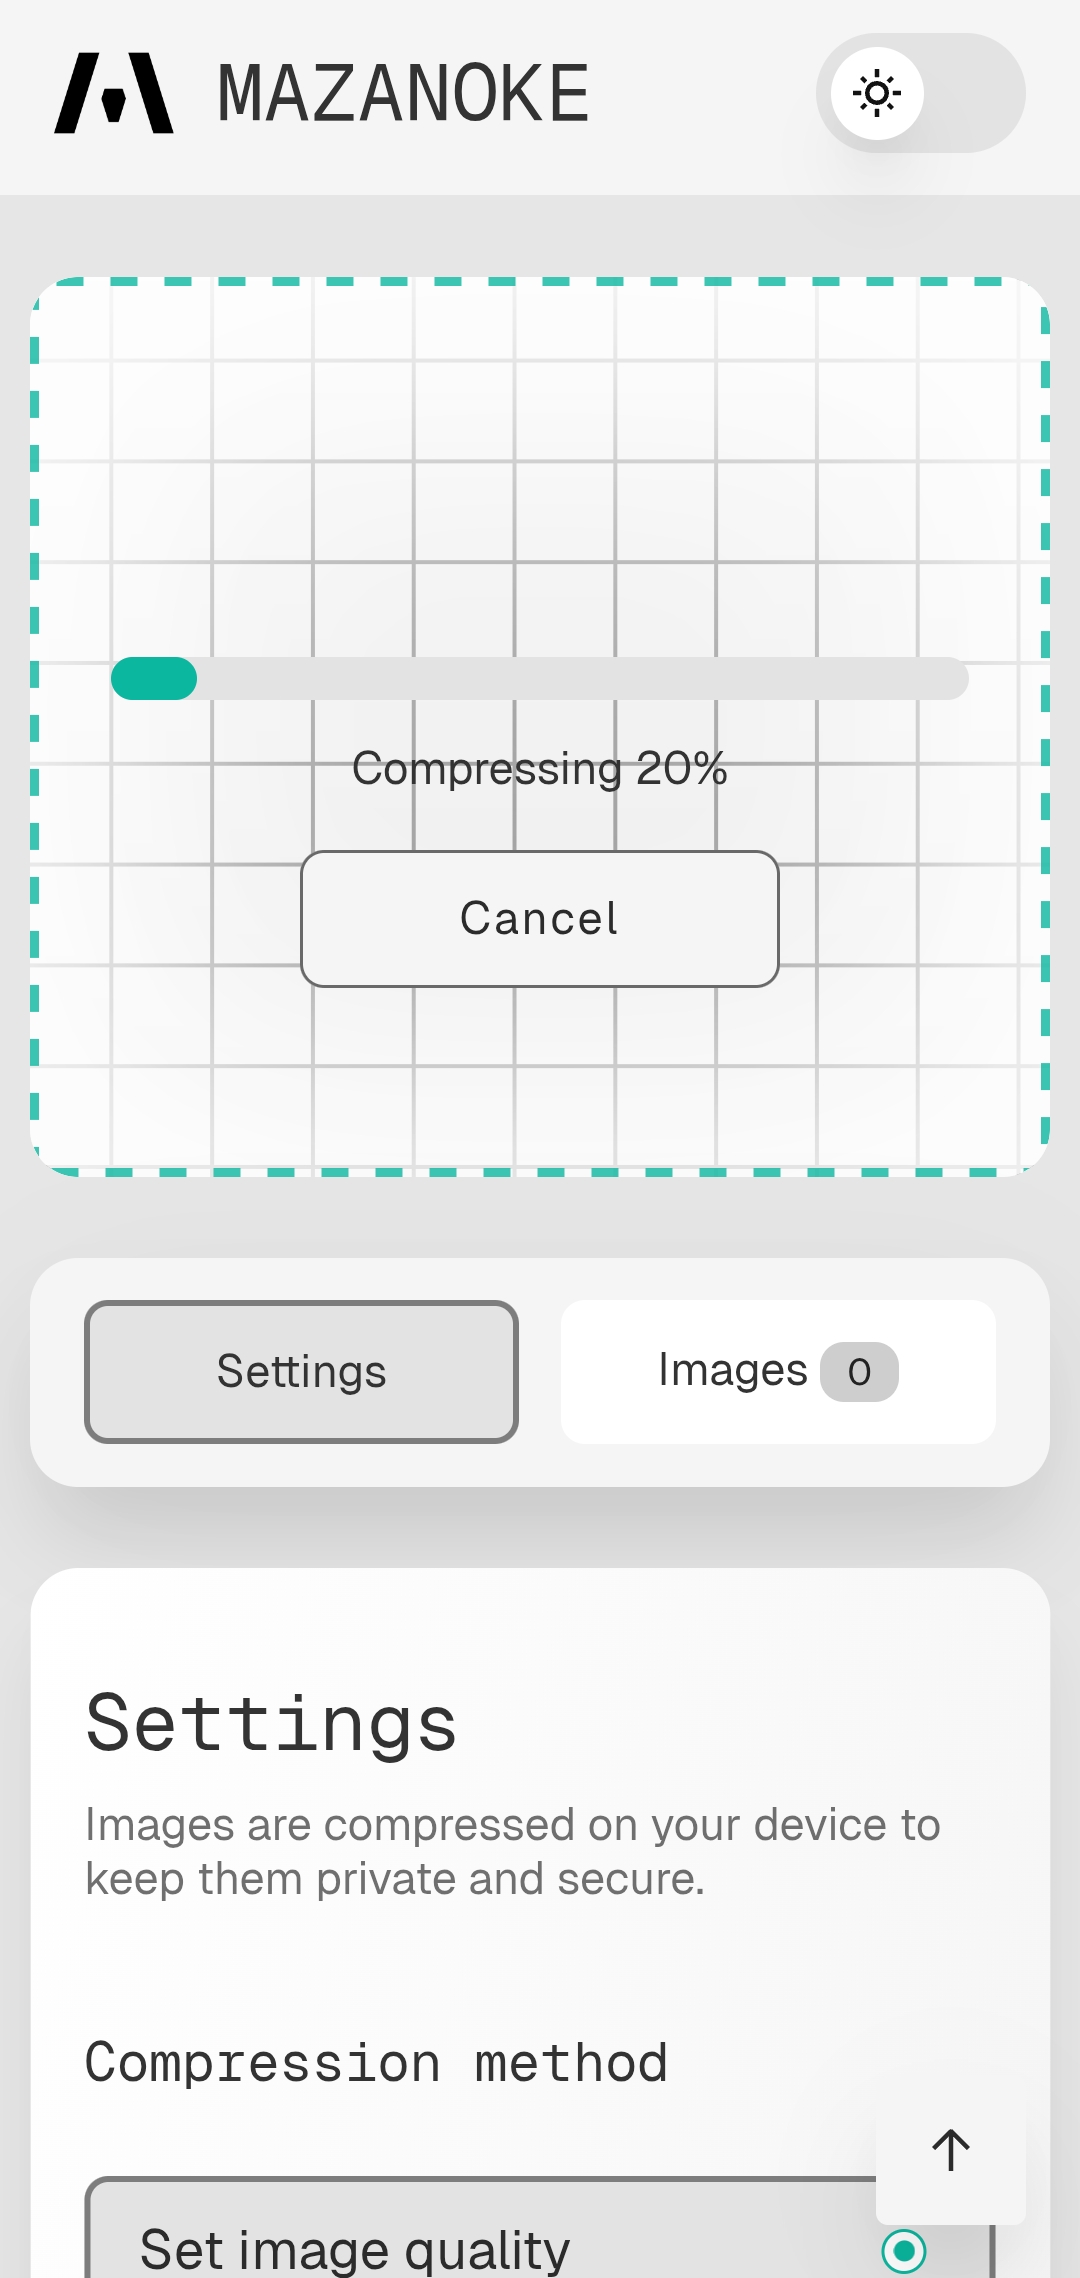 MAZANOKE
Compressing 20%
Cancel
Settings
Images 0
Settings
Images are compressed on your device to
keep them private and secure.
Compression method
Set image quality